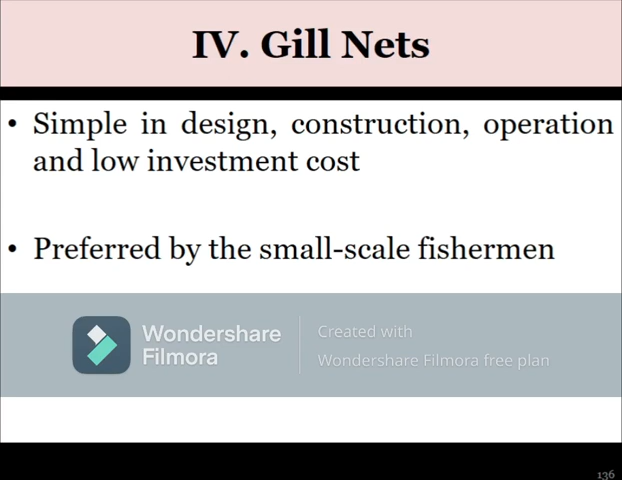 IV. Gill Nets
• Simple in design, construction, operation
and low investment cost
• Preferred by the small-scale fishermen
Wondershare
Filmora
Created with
Wondershare Filmora free plan
136